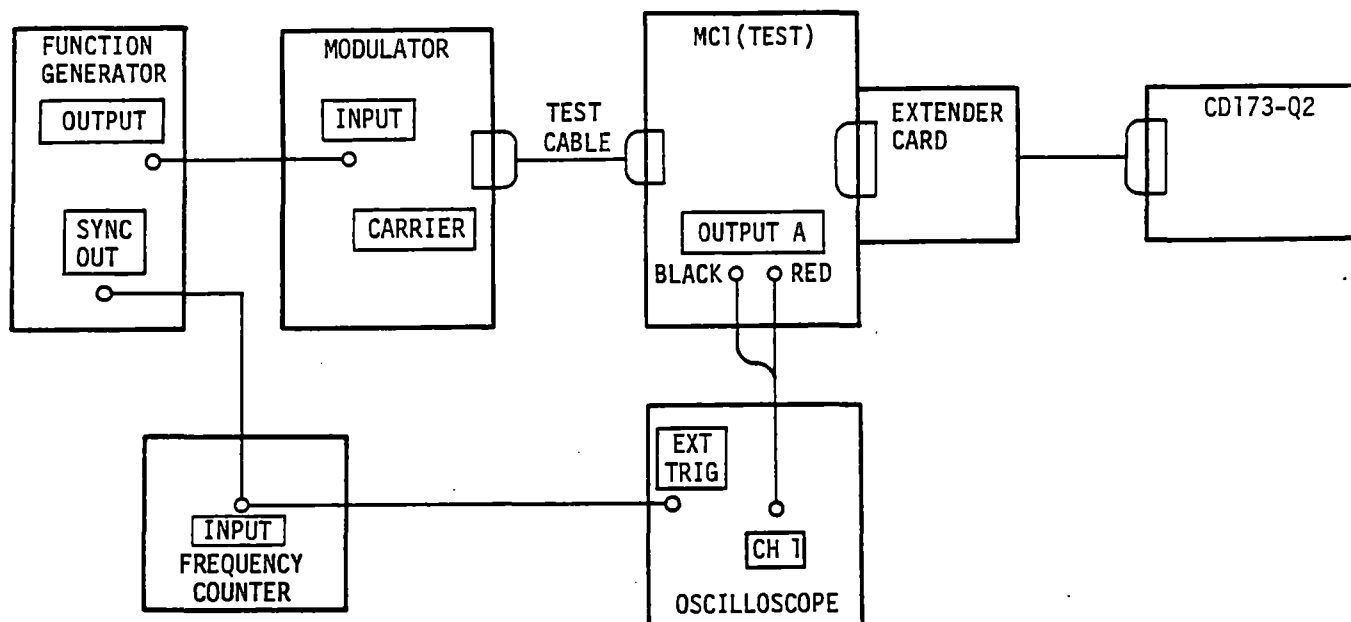 FUNCTION
GENERATOR
OUTPUT
SYNC
OUT
MODULATOR
INPUT
CARRIER
TEST
CABLE
MC1(TEST)
OUTPUT A
BLACK
RED
EXTENDER
CARD
CD173-Q2
INPUT
FREQUENCY
COUNTER
EXT
TRIG
CH 1
OSCILLOSCOPE